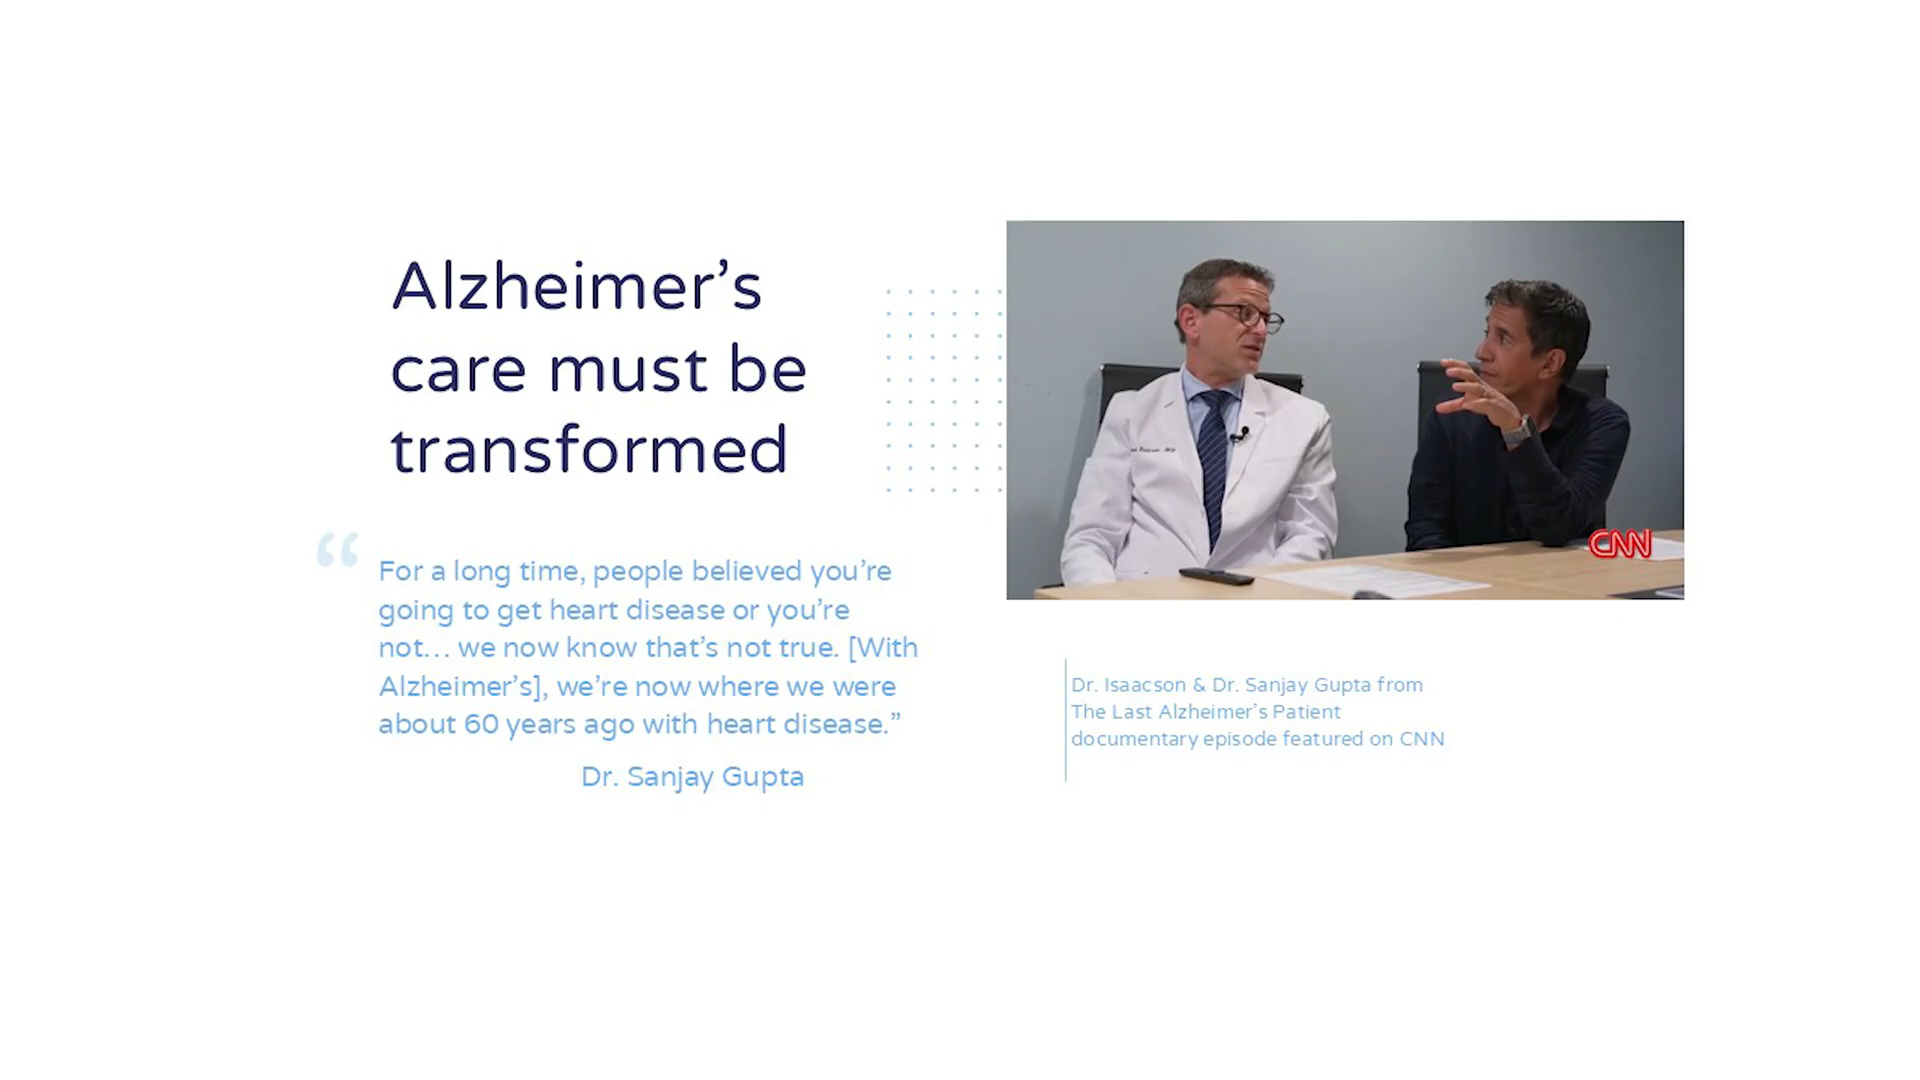 Alzheimer’s
care must be
transformed
“
For a long time, people believed you’re
going to get heart disease or you’re
not... we now know that’s not true. [With
Alzheimer’s], we’re now where we were
about 60 years ago with heart disease.”
Dr. Sanjay Gupta
CNN
Dr. Isaacson & Dr. Sanjay Gupta from
The Last Alzheimer’s Patient
documentary episode featured on CNN